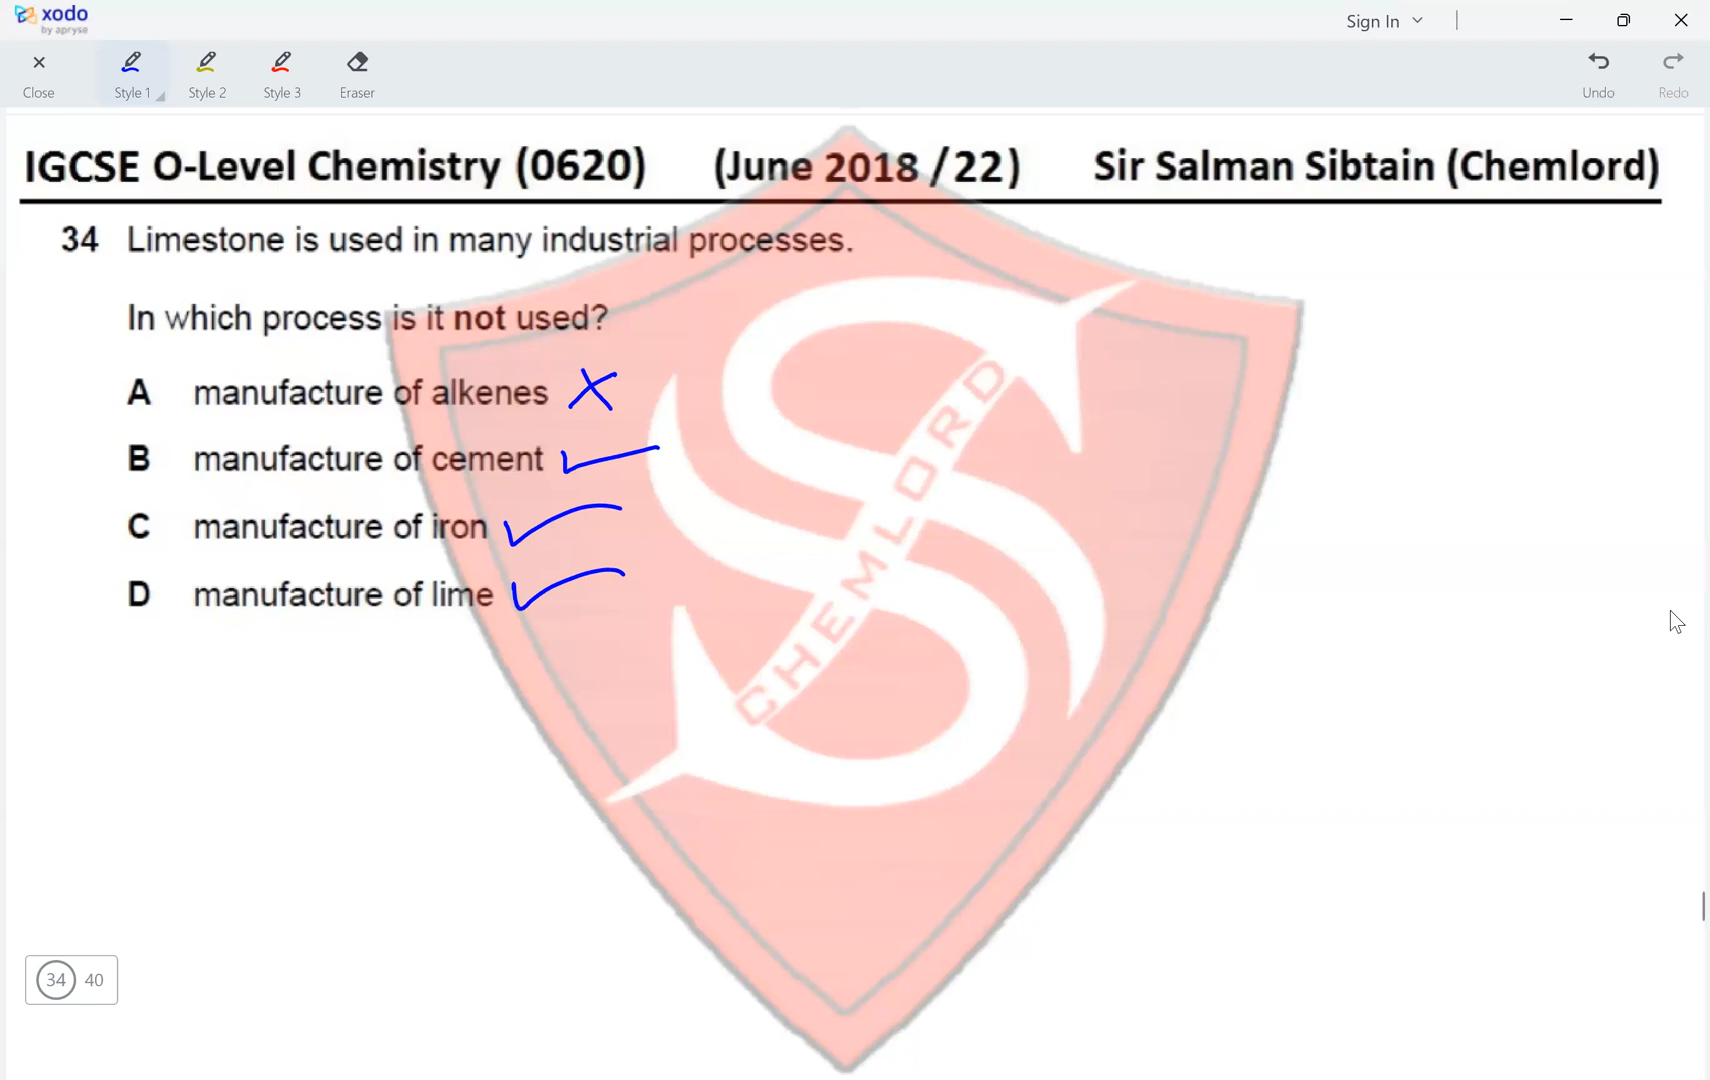 xodo
by apryse
Sign In
Close
Style 1
Style 2
Style 3
Eraser
Undo
Redo
IGCSE O-Level Chemistry (0620) (June 2018 /22) Sir Salman Sibtain (Chemlord)
34 Limestone is used in many industrial processes.
In which process is it not used?
A manufacture of alkenes
B manufacture of cement
C manufacture of iron
D manufacture of lime
CHEMLORD
34 40